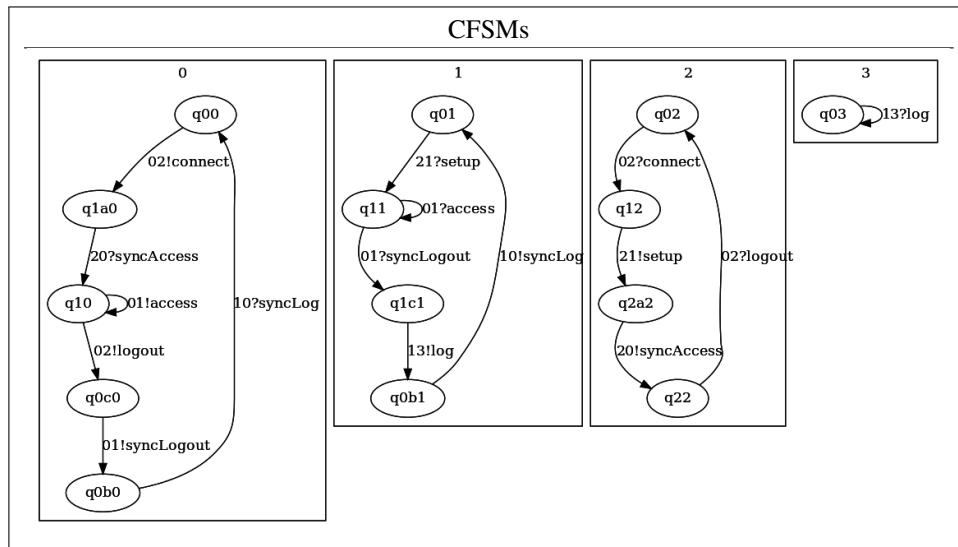 CFSMs
0
q00
02!connect
q1a0
20?syncAccess
q10
01!access
02!logout
10?syncLog
q0c0
01!syncLogout
q0b0
1
q01
21?setup
q11
01?access
01?syncLogout
10!syncLog
q1c1
13!log
q0b1
2
q02
02?connect
q12
21!setup
02?logout
q2a2
20!syncAccess
q22
3
q03
13?log